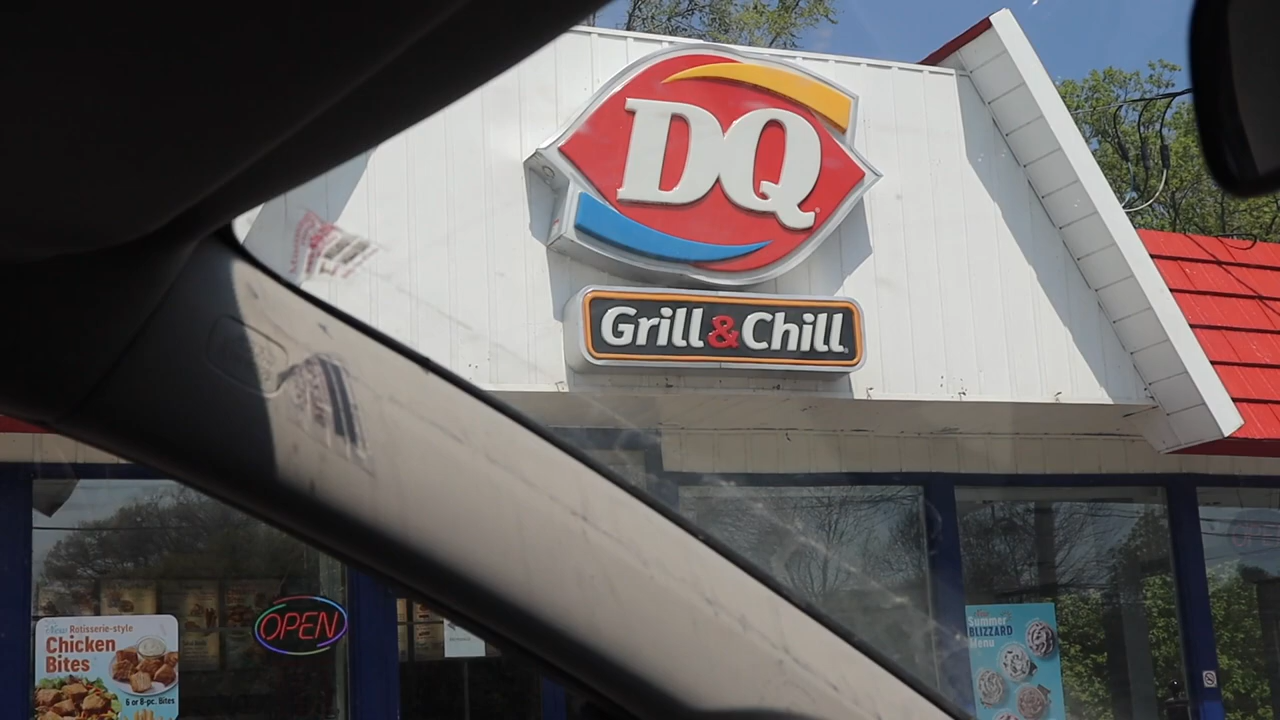 DQ
Grill & Chill
New Rotisserie-style
Chicken
Bites
6 or 8-pc. Bites
OPEN
Summer
BLIZZARD
Menu